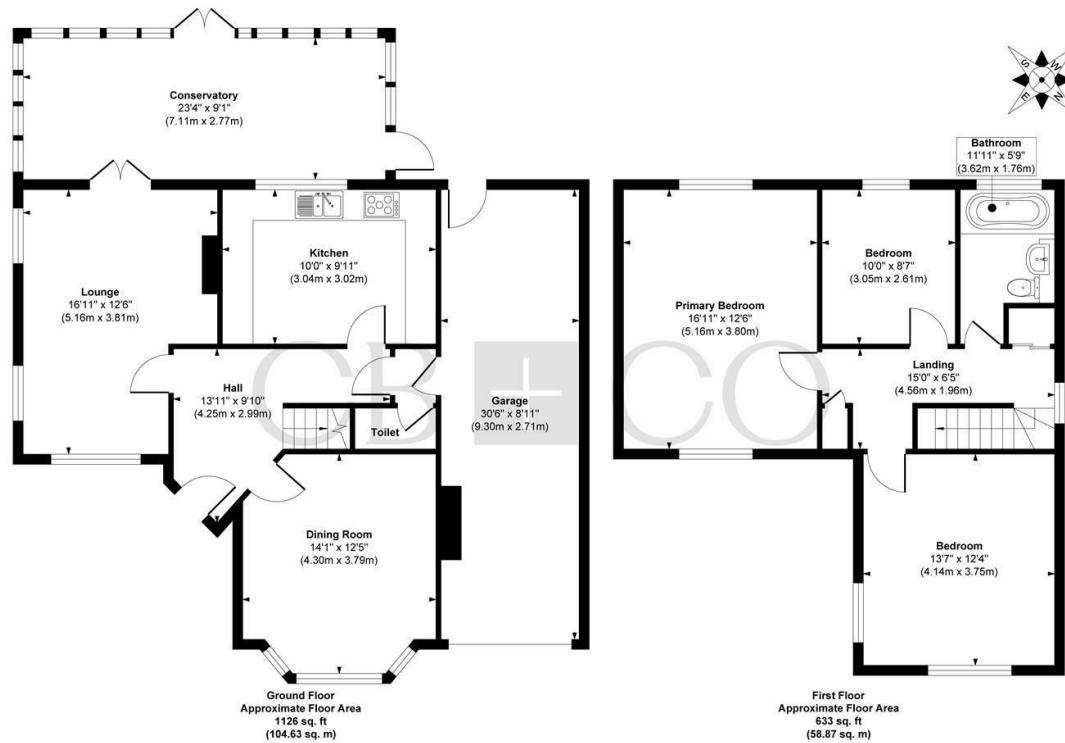 Conservatory
23'4" x 9'1"
(7.11m x 2.77m)
S
W
E
N
Bathroom
11'11" x 5'9"
(3.62m x 1.76m)
Kitchen
10'0" x 9'11"
(3.04m x 3.02m)
Lounge
16'11" x 12'6"
(5.16m x 3.81m)
Bedroom
10'0" x 8'7"
(3.05m x 2.61m)
Primary Bedroom
16'11" x 12'6"
(5.16m x 3.80m)
Hall
13'11" x 9'10"
(4.25m x 2.99m)
Landing
15'0" x 6'5"
(4.56m x 1.96m)
CB+CO
Garage
30'6" x 8'11"
(9.30m x 2.71m)
Toilet
Dining Room
14'1" x 12'5"
(4.30m x 3.79m)
Bedroom
13'7" x 12'4"
(4.14m x 3.75m)
Ground Floor
Approximate Floor Area
1126 sq. ft
(104.63 sq. m)
First Floor
Approximate Floor Area
633 sq. ft
(58.87 sq. m)